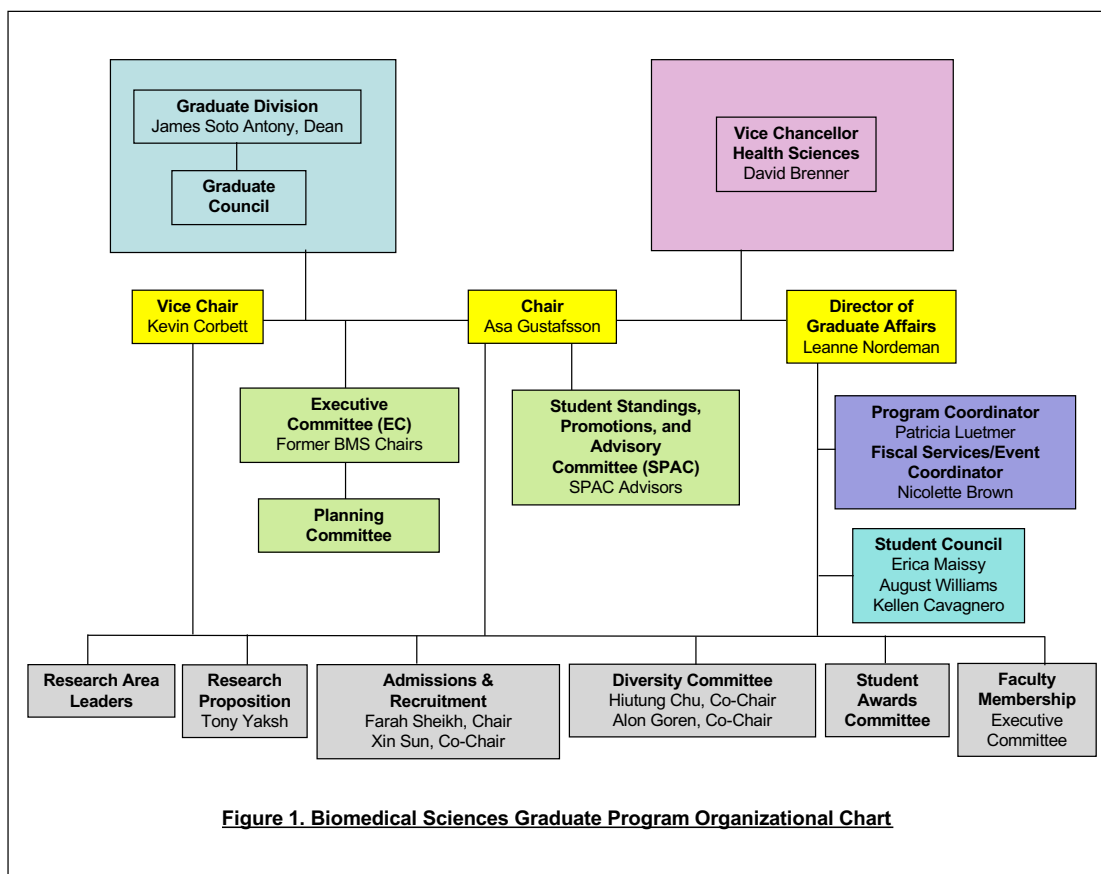 Graduate Division
James Soto Antony, Dean
Graduate
Council
Vice Chancellor
Health Sciences
David Brenner
Vice Chair
Kevin Corbett
Chair
Asa Gustafsson
Director of
Graduate Affairs
Leanne Nordeman
Executive
Committee (EC)
Former BMS Chairs
Student Standings,
Promotions, and
Advisory
Committee (SPAC)
SPAC Advisors
Program Coordinator
Patricia Luetmer
Fiscal Services/Event
Coordinator
Nicolette Brown
Planning
Committee
Student Council
Erica Maissy
August Williams
Kellen Cavagnero
Research Area
Leaders
Research
Proposition
Tony Yaksh
Admissions &
Recruitment
Farah Sheikh, Chair
Xin Sun, Co-Chair
Diversity Committee
Hiutung Chu, Co-Chair
Alon Goren, Co-Chair
Student
Awards
Committee
Faculty
Membership
Executive
Committee
Figure 1. Biomedical Sciences Graduate Program Organizational Chart